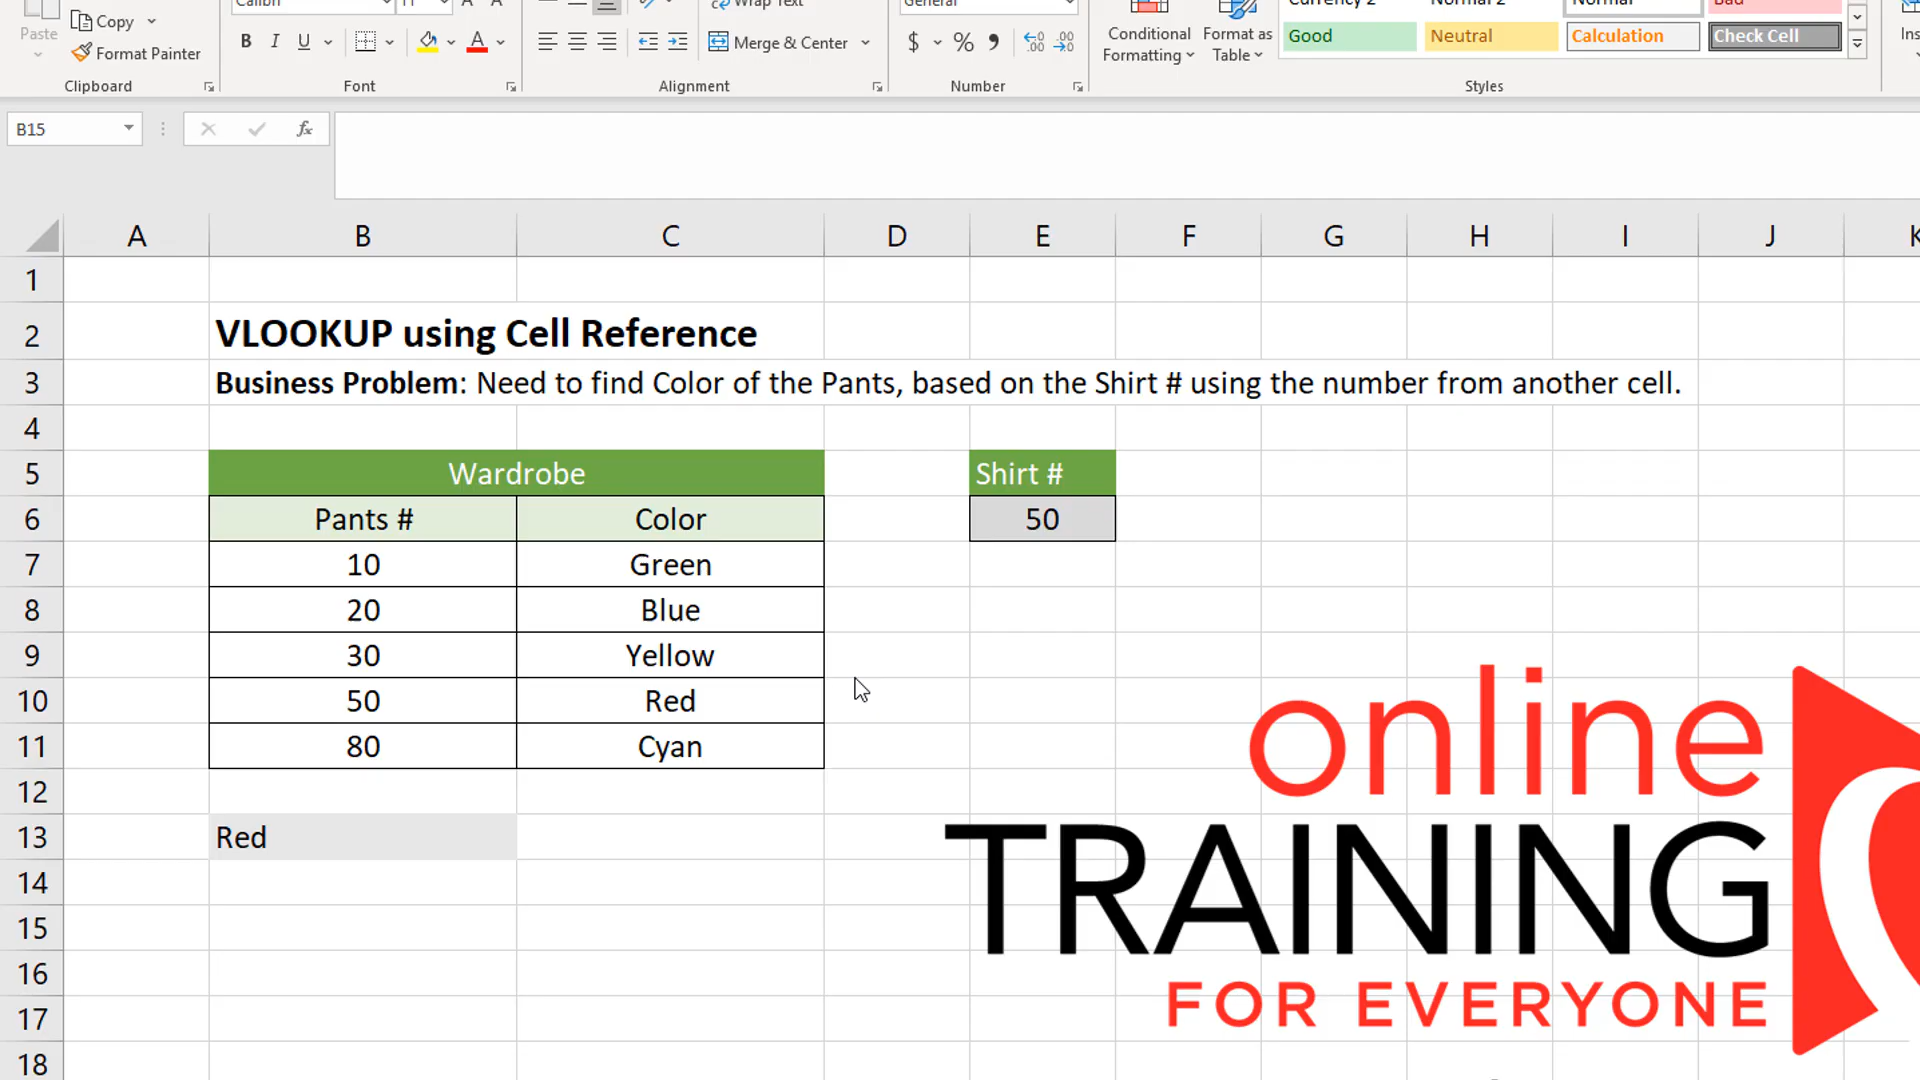 Calibri
11
A A
Wrap Text
General
Currency 2
Normal 2
Normal
Bad
Paste
Copy
Format Painter
B I U
A
Merge & Center
$ % 9
Conditional Formatting
Format as Table
Good
Neutral
Calculation
Check Cell
Clipboard
Font
Alignment
Number
Styles
B15
fx
A B C D E F G H I J K
1
2 VLOOKUP using Cell Reference
3 Business Problem: Need to find Color of the Pants, based on the Shirt # using the number from another cell.
4
5 Wardrobe Shirt #
6 Pants # Color 50
7 10 Green
8 20 Blue
9 30 Yellow
10 50 Red
11 80 Cyan
12
13 Red
14
15
16
17
18
online
TRAINING
FOR EVERYONE